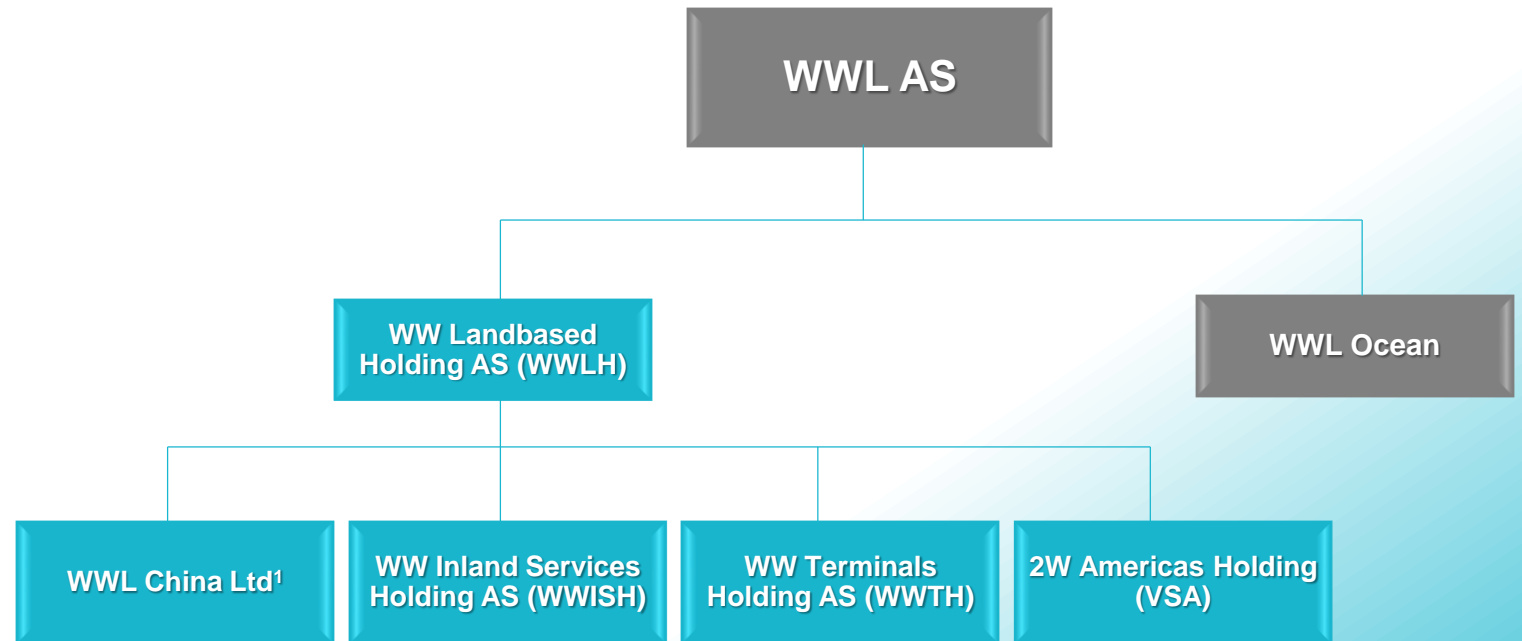 WWL AS
WW Landbased
Holding AS (WWLH)
WWL Ocean
WWL China Ltd¹
WW Inland Services
Holding AS (WWISH)
WW Terminals
Holding AS (WWTH)
2W Americas Holding
(VSA)